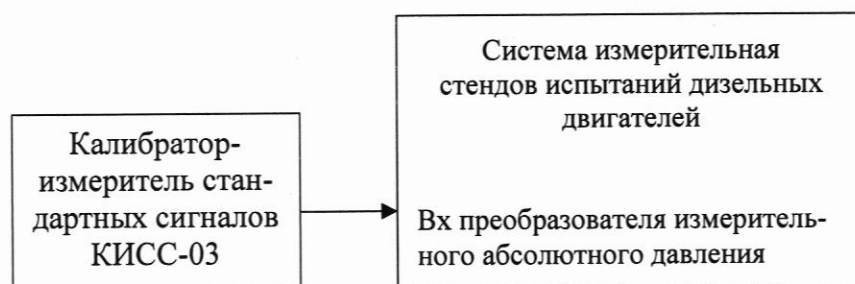 Система измерительная
стендов испытаний дизельных
двигателей
Калибратор-
измеритель стан-
дартных сигналов
КИСС-03
Вх преобразователя измеритель-
ного абсолютного давления